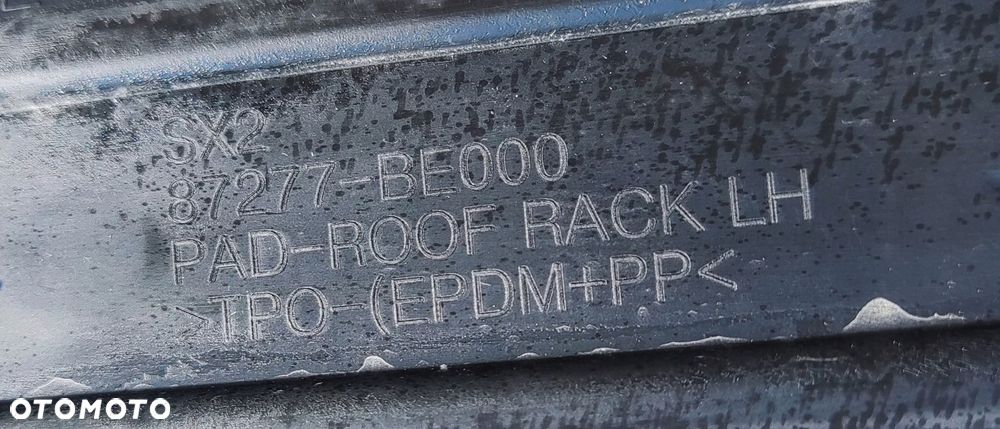 SX2
87277-BE000
PAD-ROOF RACK LH
>TPO-(EPDM+PP<
OTOMOTO